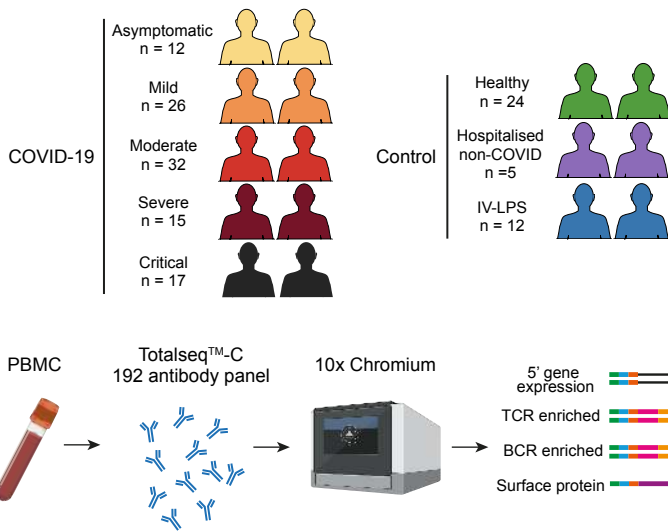 COVID-19
Asymptomatic
n = 12
Mild
n = 26
Moderate
n = 32
Severe
n = 15
Critical
n = 17
Control
Healthy
n = 24
Hospitalised
non-COVID
n =5
IV-LPS
n = 12
PBMC
Totalseq™-C
192 antibody panel
10x Chromium
5' gene
expression
TCR enriched
BCR enriched
Surface protein